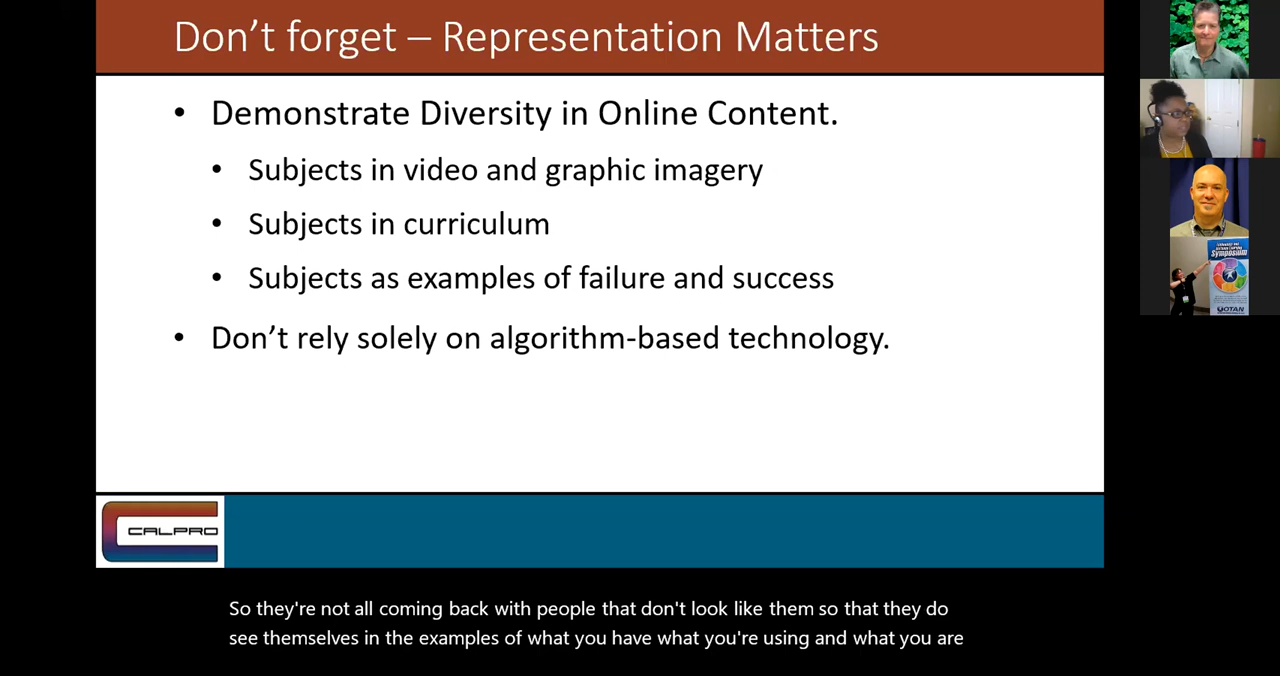 Don't forget – Representation Matters
• Demonstrate Diversity in Online Content.
• Subjects in video and graphic imagery
• Subjects in curriculum
• Subjects as examples of failure and success
• Don't rely solely on algorithm-based technology.
CALPRO
Symposium
OTAN
So they're not all coming back with people that don't look like them so that they do
see themselves in the examples of what you have what you're using and what you are